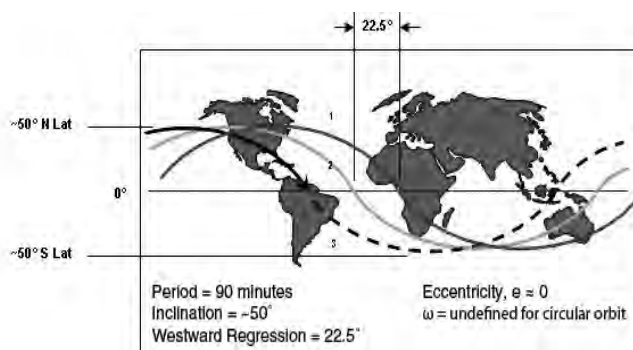 22.5°
1
~50° N Lat
2
0°
3
~50° S Lat
Period = 90 minutes
Inclination = ~50°
Westward Regression = 22.5°
Eccentricity, e ≈ 0
ω = undefined for circular orbit